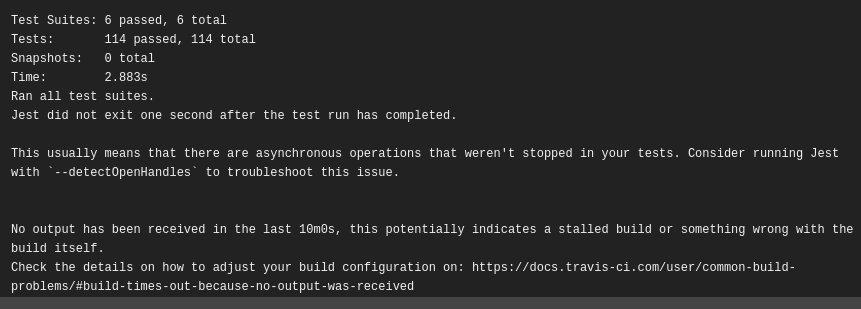 Test Suites: 6 passed, 6 total
Tests:       114 passed, 114 total
Snapshots:   0 total
Time:        2.883s
Ran all test suites.
Jest did not exit one second after the test run has completed.
This usually means that there are asynchronous operations that weren't stopped in your tests. Consider running Jest
with `--detectOpenHandles` to troubleshoot this issue.
No output has been received in the last 10m0s, this potentially indicates a stalled build or something wrong with the
build itself.
Check the details on how to adjust your build configuration on: https://docs.travis-ci.com/user/common-build-
problems/#build-times-out-because-no-output-was-received